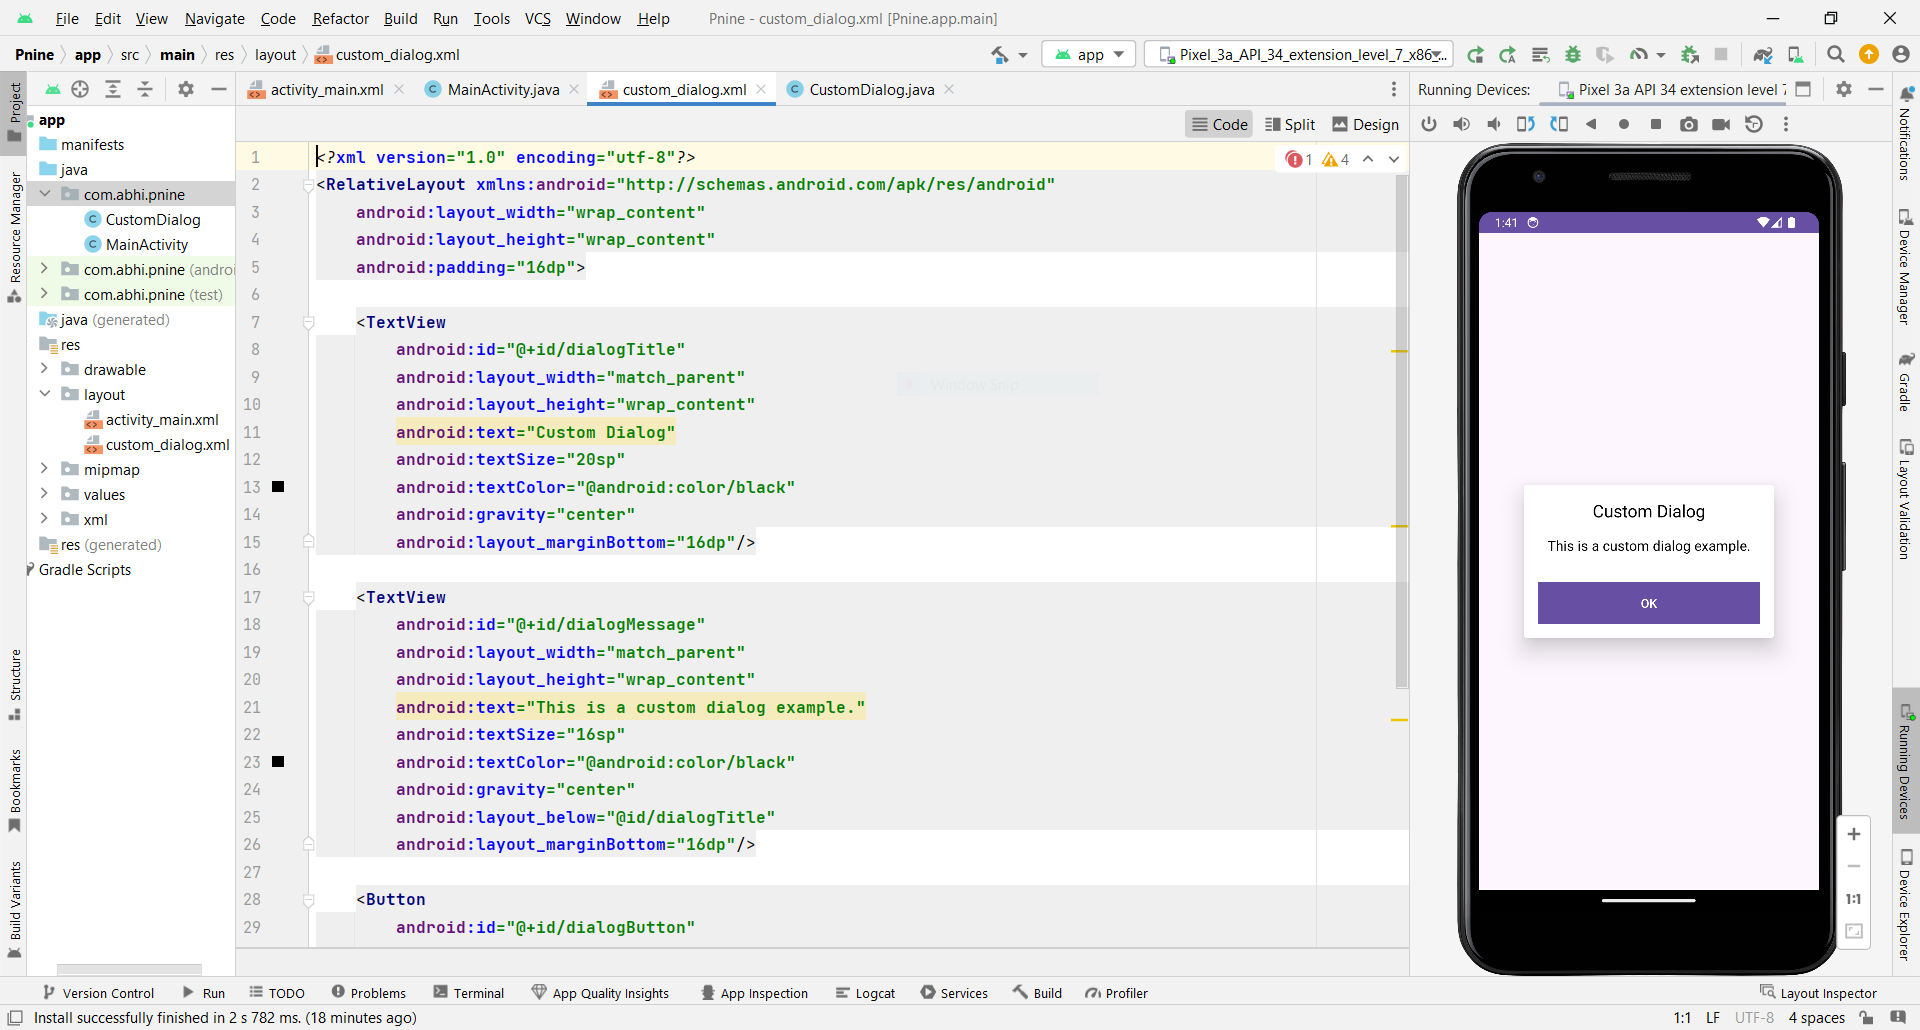 File Edit View Navigate Code Refactor Build Run Tools VCS Window Help Pnine - custom_dialog.xml [Pnine.app.main]
Pnine app src main res layout custom_dialog.xml app Pixel_3a_API_34_extension_level_7_x86_...
activity_main.xml MainActivity.java custom_dialog.xml CustomDialog.java Running Devices: Pixel 3a API 34 extension level 7
Code Split Design
Project
Resource Manager
Structure
Bookmarks
Build Variants
app
manifests
java
com.abhi.pnine
CustomDialog
MainActivity
com.abhi.pnine (androi
com.abhi.pnine (test)
java (generated)
res
drawable
layout
activity_main.xml
custom_dialog.xml
mipmap
values
xml
res (generated)
Gradle Scripts
1 <?xml version="1.0" encoding="utf-8"?>
1 4
2 <RelativeLayout xmlns:android="http://schemas.android.com/apk/res/android"
3 android:layout_width="wrap_content"
4 android:layout_height="wrap_content"
5 android:padding="16dp">
6
7 <TextView
8 android:id="@+id/dialogTitle"
9 android:layout_width="match_parent"
Window Snip
10 android:layout_height="wrap_content"
11 android:text="Custom Dialog"
12 android:textSize="20sp"
13 android:textColor="@android:color/black"
14 android:gravity="center"
15 android:layout_marginBottom="16dp"/>
16
17 <TextView
18 android:id="@+id/dialogMessage"
19 android:layout_width="match_parent"
20 android:layout_height="wrap_content"
21 android:text="This is a custom dialog example."
22 android:textSize="16sp"
23 android:textColor="@android:color/black"
24 android:gravity="center"
25 android:layout_below="@id/dialogTitle"
26 android:layout_marginBottom="16dp"/>
27
28 <Button
29 android:id="@+id/dialogButton"
1:41
Custom Dialog
This is a custom dialog example.
OK
1:1
Notifications
Device Manager
Gradle
Layout Validation
Running Devices
Device Explorer
Version Control Run TODO Problems Terminal App Quality Insights App Inspection Logcat Services Build Profiler Layout Inspector
Install successfully finished in 2 s 782 ms. (18 minutes ago) 1:1 LF UTF-8 4 spaces